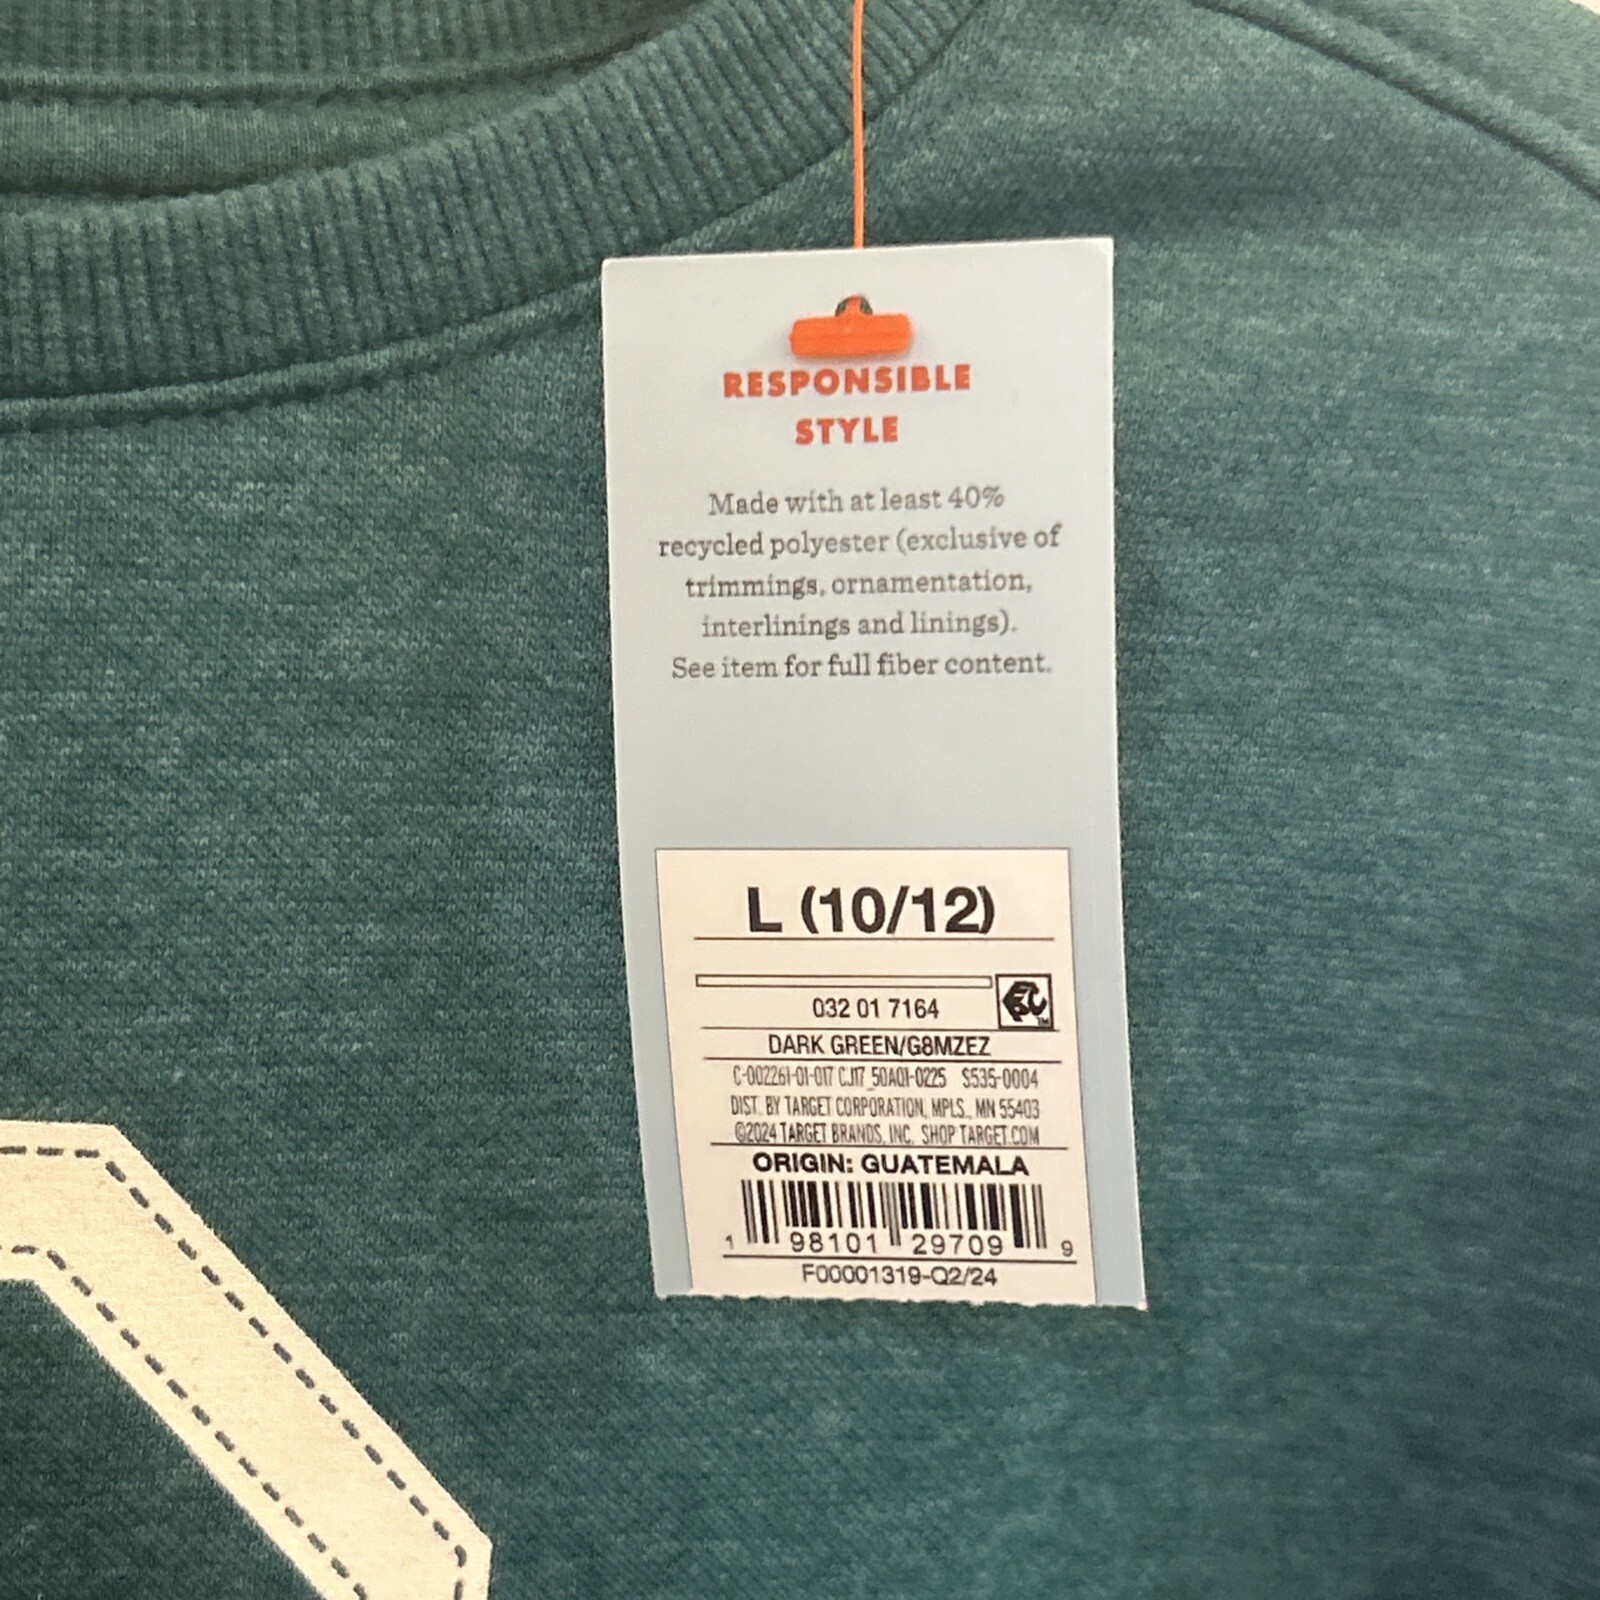 RESPONSIBLE
STYLE
Made with at least 40%
recycled polyester (exclusive of
trimmings, ornamentation,
interlinings and linings).
See item for full fiber content.
L (10/12)
032 01 7164
DARK GREEN/G8MZEZ
C-002261-01-017 CJ17_50AQ1-0225 S535-0004
DIST. BY TARGET CORPORATION, MPLS., MN 55403
©2024 TARGET BRANDS, INC. SHOP TARGET.COM
ORIGIN: GUATEMALA
1 98101 29709 9
F00001319-Q2/24